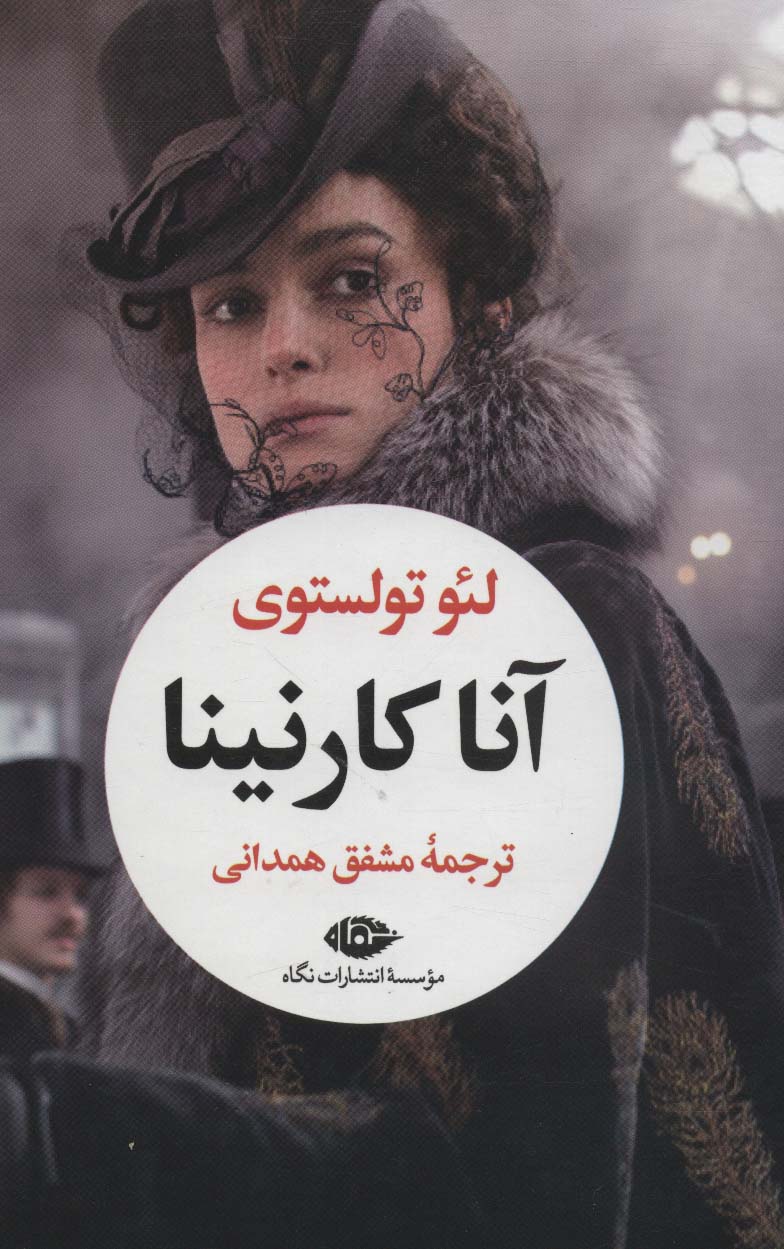 لئو تولستوی
آنا کارنینا
ترجمهٔ مشفق همدانی
نگاه
مؤسسهٔ انتشارات نگاه